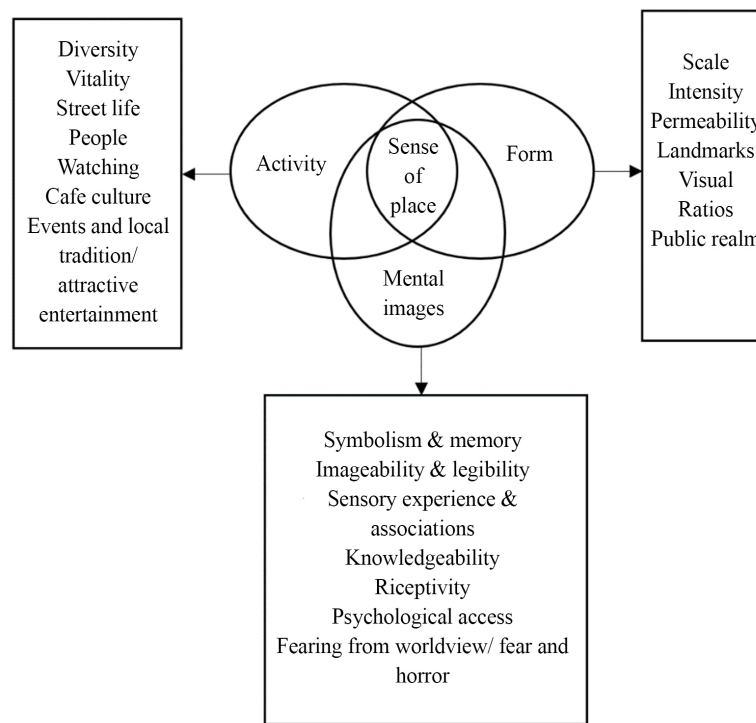 Diversity
Vitality
Street life
People
Watching
Cafe culture
Events and local
tradition/
attractive
entertainment
Activity
Sense
of
place
Form
Mental
images
Scale
Intensity
Permeability
Landmarks
Visual
Ratios
Public realm
Symbolism & memory
Imageability & legibility
Sensory experience &
associations
Knowledgeability
Riceptivity
Psychological access
Fearing from worldview/ fear and
horror